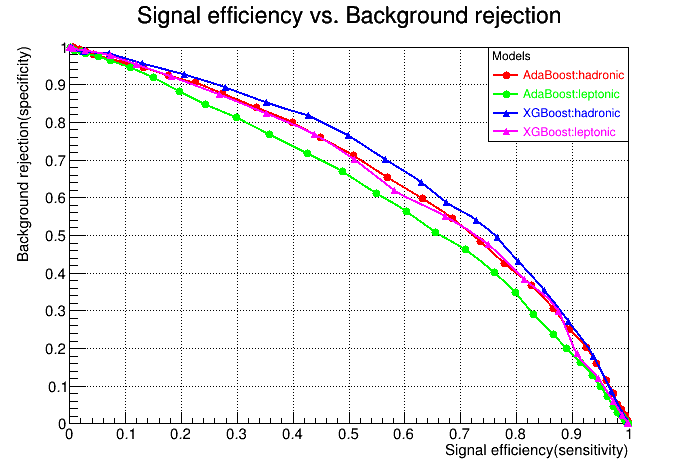 Signal efficiency vs. Background rejection
Background rejection(specificity)
1
0.9
0.8
0.7
0.6
0.5
0.4
0.3
0.2
0.1
0
Models
AdaBoost:hadronic
AdaBoost:leptonic
XGBoost:hadronic
XGBoost:leptonic
0 0.1 0.2 0.3 0.4 0.5 0.6 0.7 0.8 0.9 1
Signal efficiency(sensitivity)